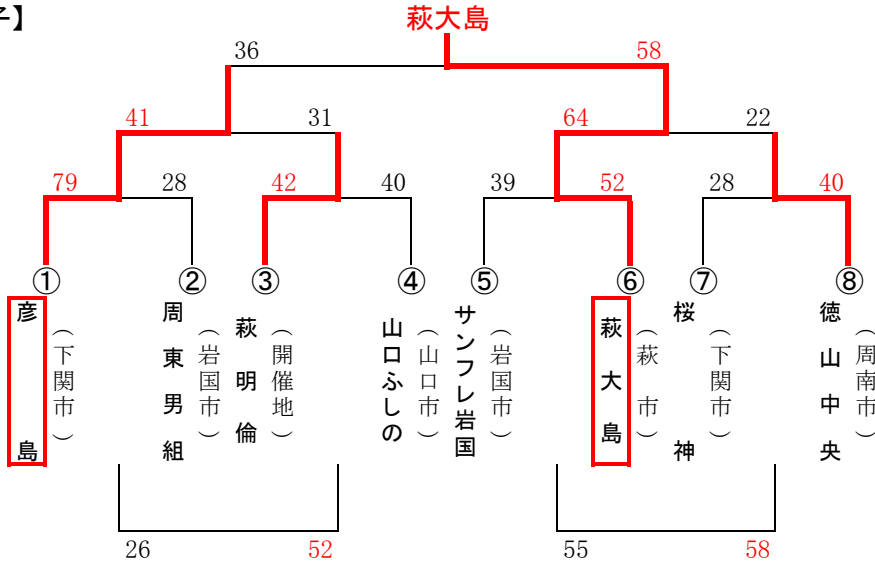 子】
萩大島
36
58
41
31
64
22
79
28
42
40
39
52
28
40
①
②
③
④
⑤
⑥
⑦
⑧
彦島
（下関市）
周東男組
（岩国市）
萩明倫
（開催地）
山口ふしの
（山口市）
サンフレ岩国
（岩国市）
萩大島
（萩市）
桜神
（下関市）
徳山中央
（周南市）
26
52
55
58